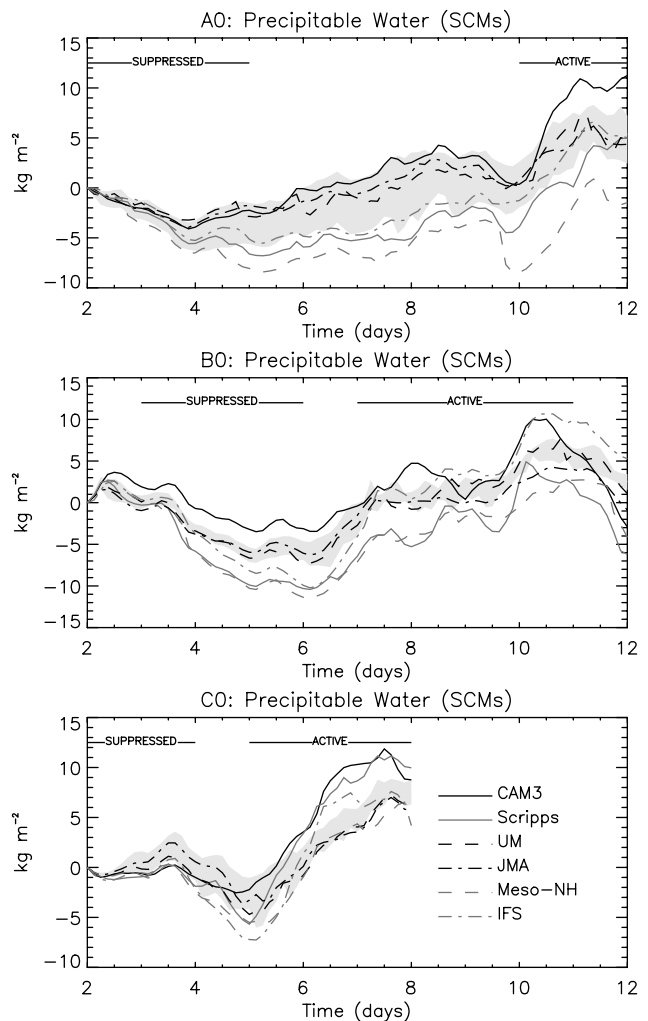 A0: Precipitable Water (SCMs)
15
SUPPRESSED
ACTIVE
10
5
0
−5
−10
kg m⁻²
2 4 6 8 10 12
Time (days)
B0: Precipitable Water (SCMs)
15
SUPPRESSED
ACTIVE
10
5
0
−5
−10
−15
kg m⁻²
2 4 6 8 10 12
Time (days)
C0: Precipitable Water (SCMs)
15
SUPPRESSED
ACTIVE
10
5
0
−5
−10
kg m⁻²
CAM3
Scripps
UM
JMA
Meso−NH
IFS
2 4 6 8 10 12
Time (days)